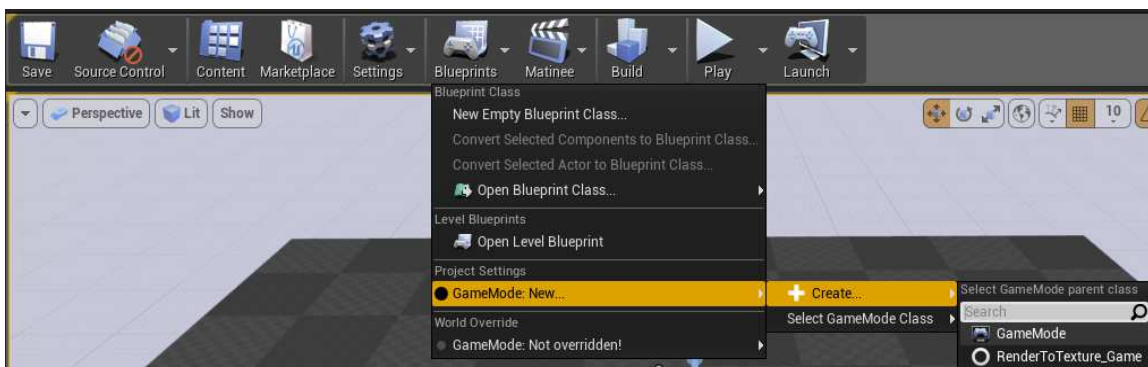 Save Source Control Content Marketplace Settings Blueprints Matinee Build Play Launch
Perspective Lit Show 10
Blueprint Class
New Empty Blueprint Class...
Convert Selected Components to Blueprint Class...
Convert Selected Actor to Blueprint Class...
Open Blueprint Class...
Level Blueprints
Open Level Blueprint
Project Settings
GameMode: New...
World Override
GameMode: Not overridden!
Create...
Select GameMode Class
Select GameMode parent class
Search
GameMode
RenderToTexture_Game